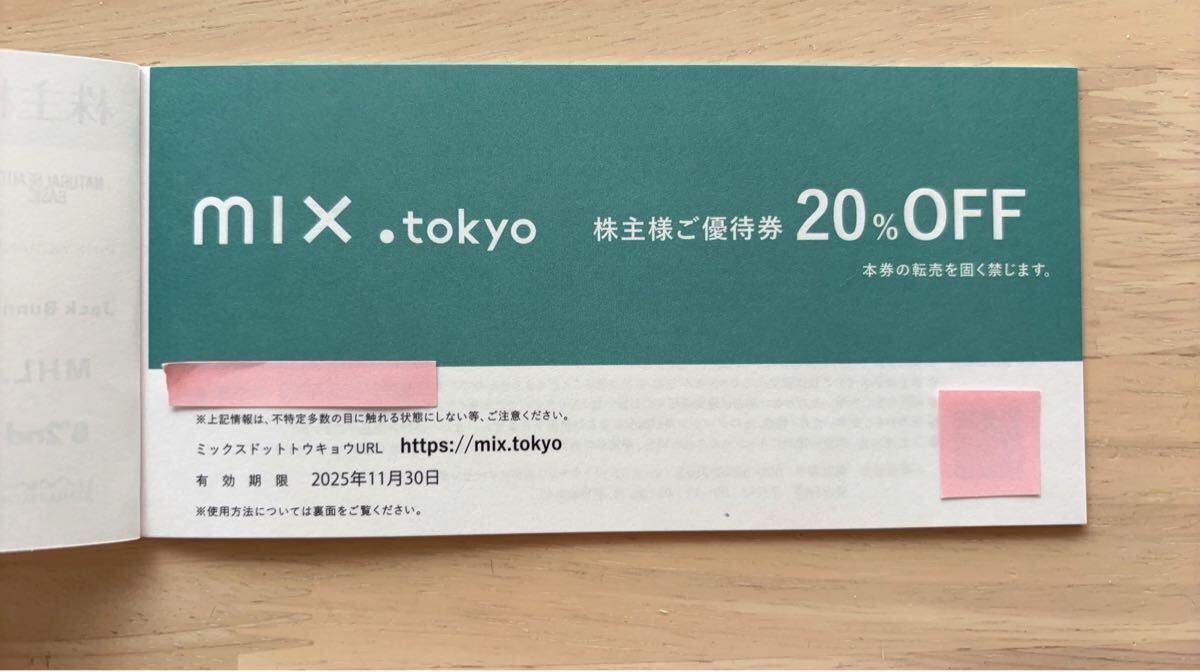 mix.tokyo 株主様ご優待券 20%OFF
本券の転売を固く禁じます。
※上記情報は、不特定多数の目に触れる状態にしない等、ご注意ください。
ミックスドットトウキョウURL https://mix.tokyo
有効期限 2025年11月30日
※使用方法については裏面をご覧ください。